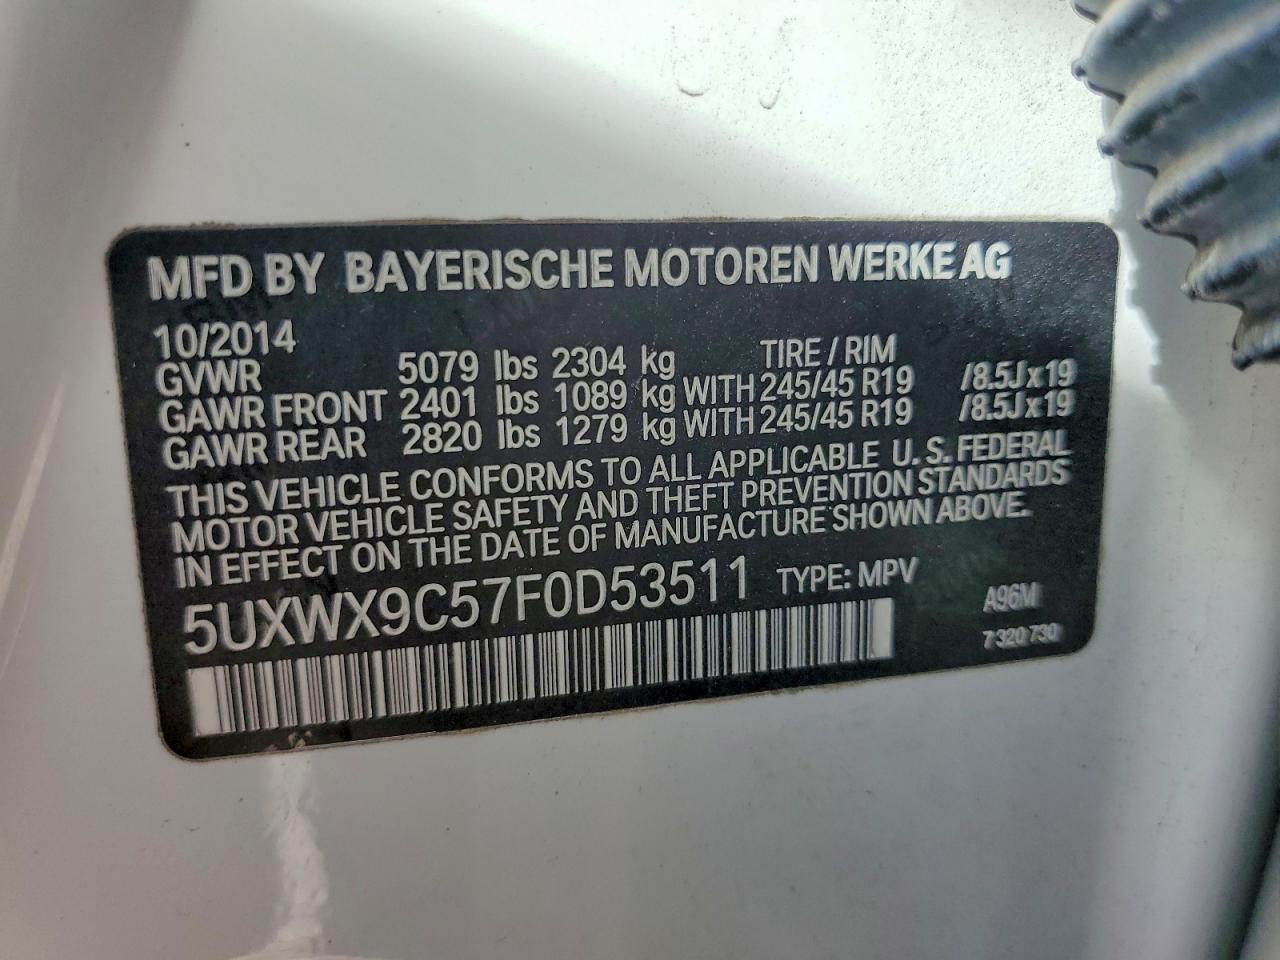 MFD BY BAYERISCHE MOTOREN WERKE AG
10/2014 TIRE / RIM
GVWR 5079 lbs 2304 kg
GAWR FRONT 2401 lbs 1089 kg WITH 245/45 R19 /8.5J x 19
GAWR REAR 2820 lbs 1279 kg WITH 245/45 R19 /8.5J x 19
THIS VEHICLE CONFORMS TO ALL APPLICABLE U. S. FEDERAL
MOTOR VEHICLE SAFETY AND THEFT PREVENTION STANDARDS
IN EFFECT ON THE DATE OF MANUFACTURE SHOWN ABOVE.
5UXWX9C57F0D53511 TYPE: MPV
A96M
7 320 730